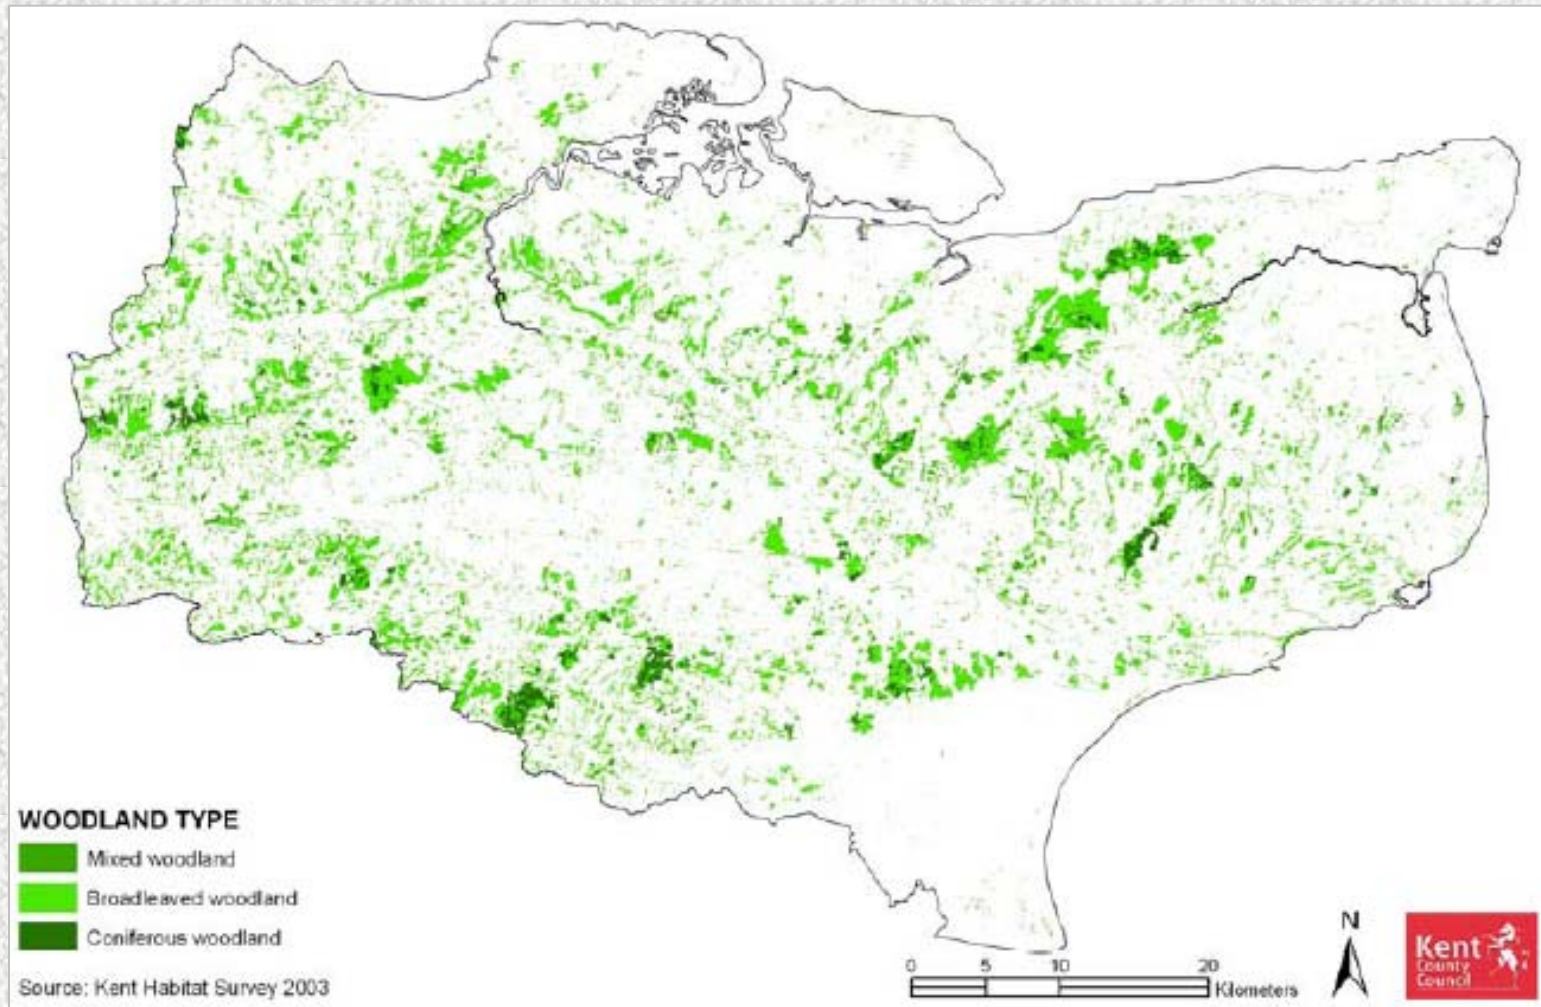 WOODLAND TYPE
Mixed woodland
Broadleaved woodland
Coniferous woodland
Source: Kent Habitat Survey 2003
0 5 10 20
Kilometers
N
Kent
County
Council